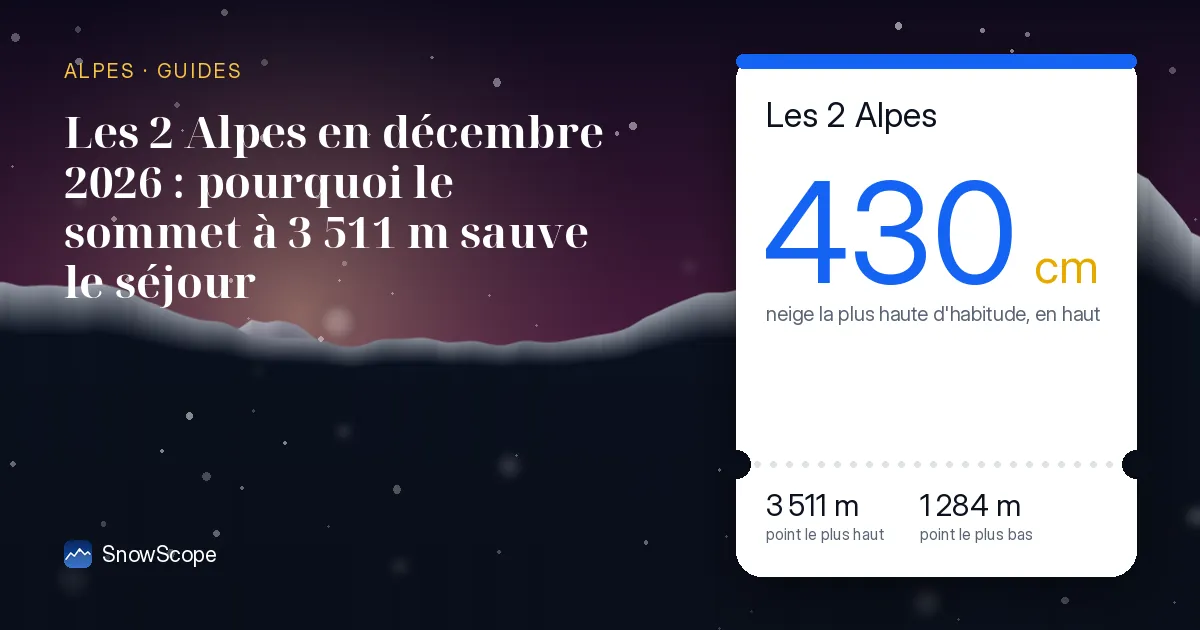 ALPES · GUIDES
Les 2 Alpes en décembre
2026 : pourquoi le
sommet à 3 511 m sauve
le séjour
SnowScope
Les 2 Alpes
430 cm
neige la plus haute d'habitude, en haut
3 511 m
point le plus haut
1 284 m
point le plus bas